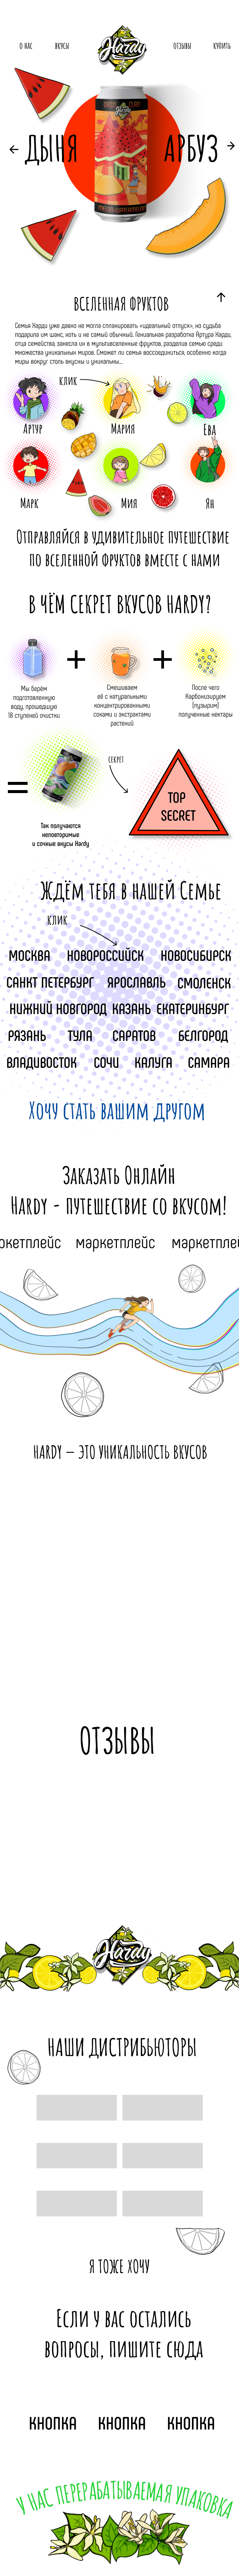 О НАС
ВКУСЫ
Hardy
ОТЗЫВЫ
КУПИТЬ
ДЫНЯ
АРБУЗ
ВСЕЛЕННАЯ ФРУКТОВ
Семья Харди уже давно не могла спланировать «идеальный отпуск», но судьба
подарила им шанс, хоть и не самый обычный. Гениальная разработка Артура Харди,
отца семейства занесла их в мультивселенные фруктов, разделив семью среди
множества уникальных миров. Сможет ли семья воссоединиться, особенно когда
миры вокруг столь вкусны и уникальны...
КЛИК
АРТУР
МАРИЯ
ЕВА
МАРК
МИЯ
ЯН
ОТПРАВЛЯЙСЯ В УДИВИТЕЛЬНОЕ ПУТЕШЕСТВИЕ
ПО ВСЕЛЕННОЙ ФРУКТОВ ВМЕСТЕ С НАМИ
В ЧЁМ СЕКРЕТ ВКУСОВ HARDY?
Мы берём
подготовленную
воду, прошедшую
18 ступеней очистки
Смешиваем
её с натуральными
концентрированными
соками и экстрактами
растений
После чего
Карбонизируем
(пузырим)
полученные нектары
Так получаются
неповторимые
и сочные вкусы Hardy
СЕКРЕТ
TOP
SECRET
ЖДЁМ ТЕБЯ В НАШЕЙ СЕМЬЕ
КЛИК
МОСКВА НОВОРОССИЙСК НОВОСИБИРСК
САНКТ ПЕТЕРБУРГ ЯРОСЛАВЛЬ СМОЛЕНСК
НИЖНИЙ НОВГОРОД КАЗАНЬ ЕКАТЕРИНБУРГ
РЯЗАНЬ ТУЛА САРАТОВ БЕЛГОРОД
ВЛАДИВОСТОК СОЧИ КАЛУГА САМАРА
ХОЧУ СТАТЬ ВАШИМ ДРУГОМ
ЗАКАЗАТЬ ОНЛАЙН
HARDY - ПУТЕШЕСТВИЕ СО ВКУСОМ!
ркетплейс маркетплейс маркетпле
HARDY – ЭТО УНИКАЛЬНОСТЬ ВКУСОВ
ОТЗЫВЫ
Hardy
НАШИ ДИСТРИБЬЮТОРЫ
Я ТОЖЕ ХОЧУ
ЕСЛИ У ВАС ОСТАЛИСЬ
ВОПРОСЫ, ПИШИТЕ СЮДА
КНОПКА КНОПКА КНОПКА
У НАС ПЕРЕРАБАТЫВАЕМАЯ УПАКОВКА